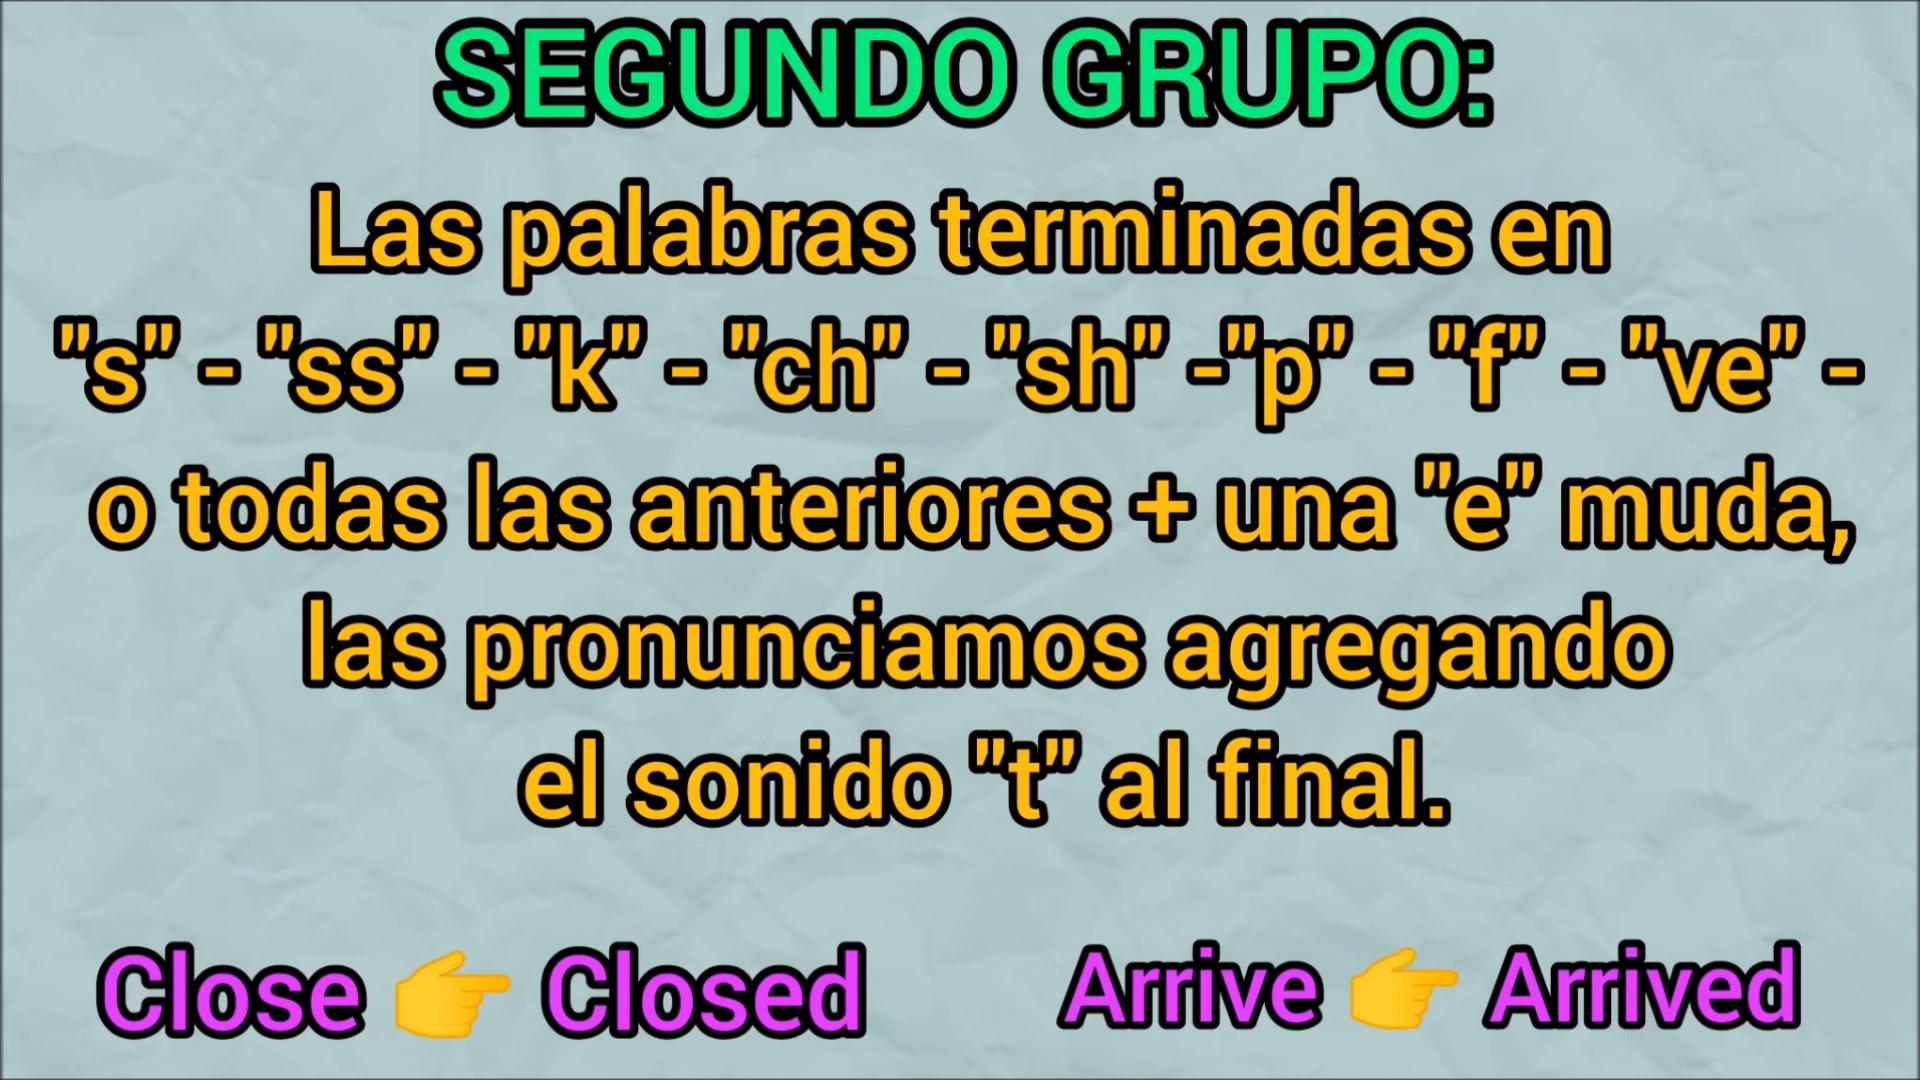 SEGUNDO GRUPO:
Las palabras terminadas en
"s" - "ss" - "k" - "ch" - "sh" -"p" - "f" - "ve" -
o todas las anteriores + una "e" muda,
las pronunciamos agregando
el sonido "t" al final.
Close 👉 Closed Arrive 👉 Arrived